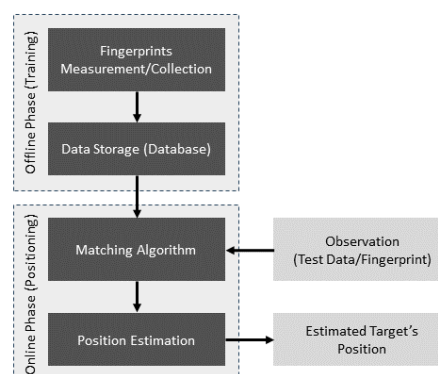 Offline Phase (Training)
Fingerprints
Measurement/Collection
Data Storage (Database)
Online Phase (Positioning)
Matching Algorithm
Observation
(Test Data/Fingerprint)
Position Estimation
Estimated Target's
Position